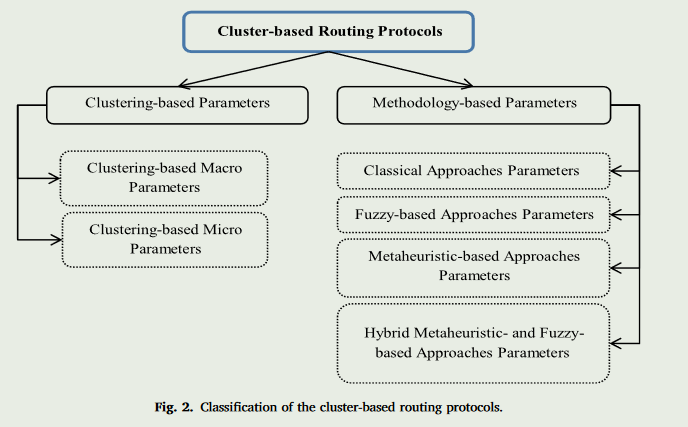 Cluster-based Routing Protocols
Clustering-based Parameters
Clustering-based Macro
Parameters
Clustering-based Micro
Parameters
Methodology-based Parameters
Classical Approaches Parameters
Fuzzy-based Approaches Parameters
Metaheuristic-based Approaches
Parameters
Hybrid Metaheuristic- and Fuzzy-
based Approaches Parameters
Fig. 2. Classification of the cluster-based routing protocols.